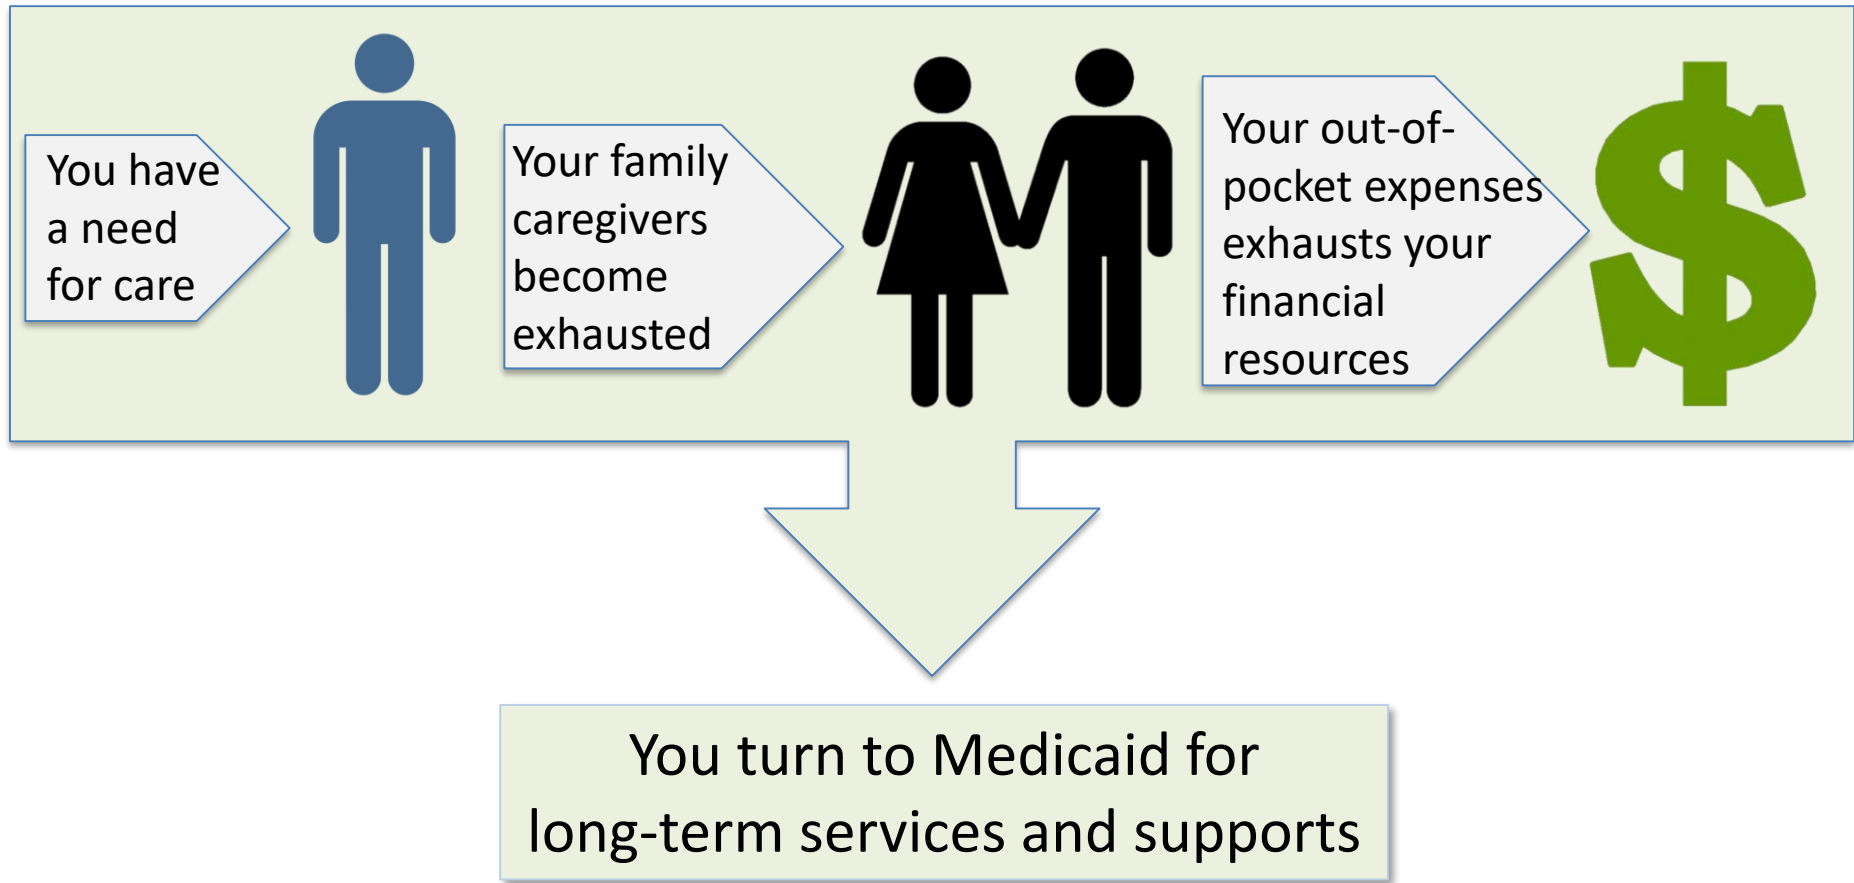 You have
a need
for care
Your family
caregivers
become
exhausted
Your out-of-
pocket expenses
exhausts your
financial
resources
$
You turn to Medicaid for
long-term services and supports